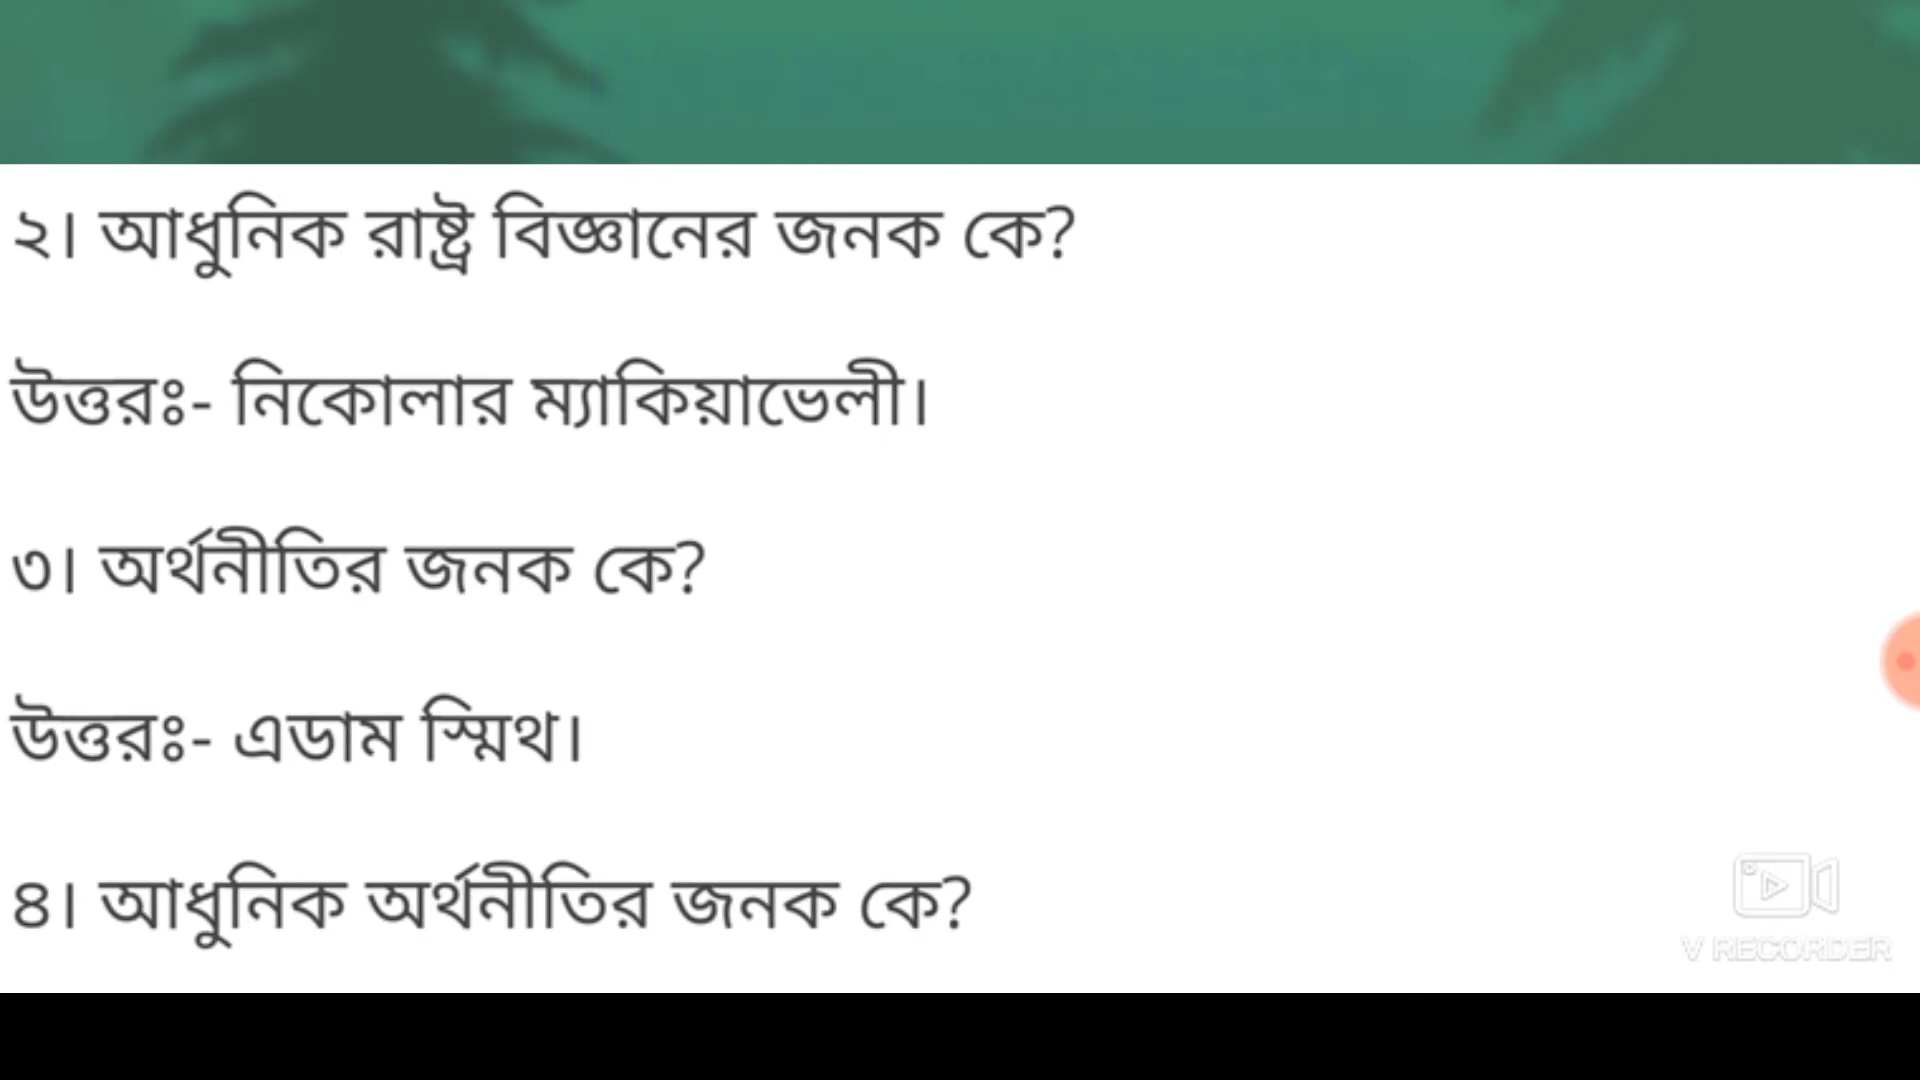 ২। আধুনিক রাষ্ট্র বিজ্ঞানের জনক কে?
উত্তরঃ- নিকোলার ম্যাকিয়াভেলী।
৩। অর্থনীতির জনক কে?
উত্তরঃ- এডাম স্মিথ।
৪। আধুনিক অর্থনীতির জনক কে?
V RECORDER